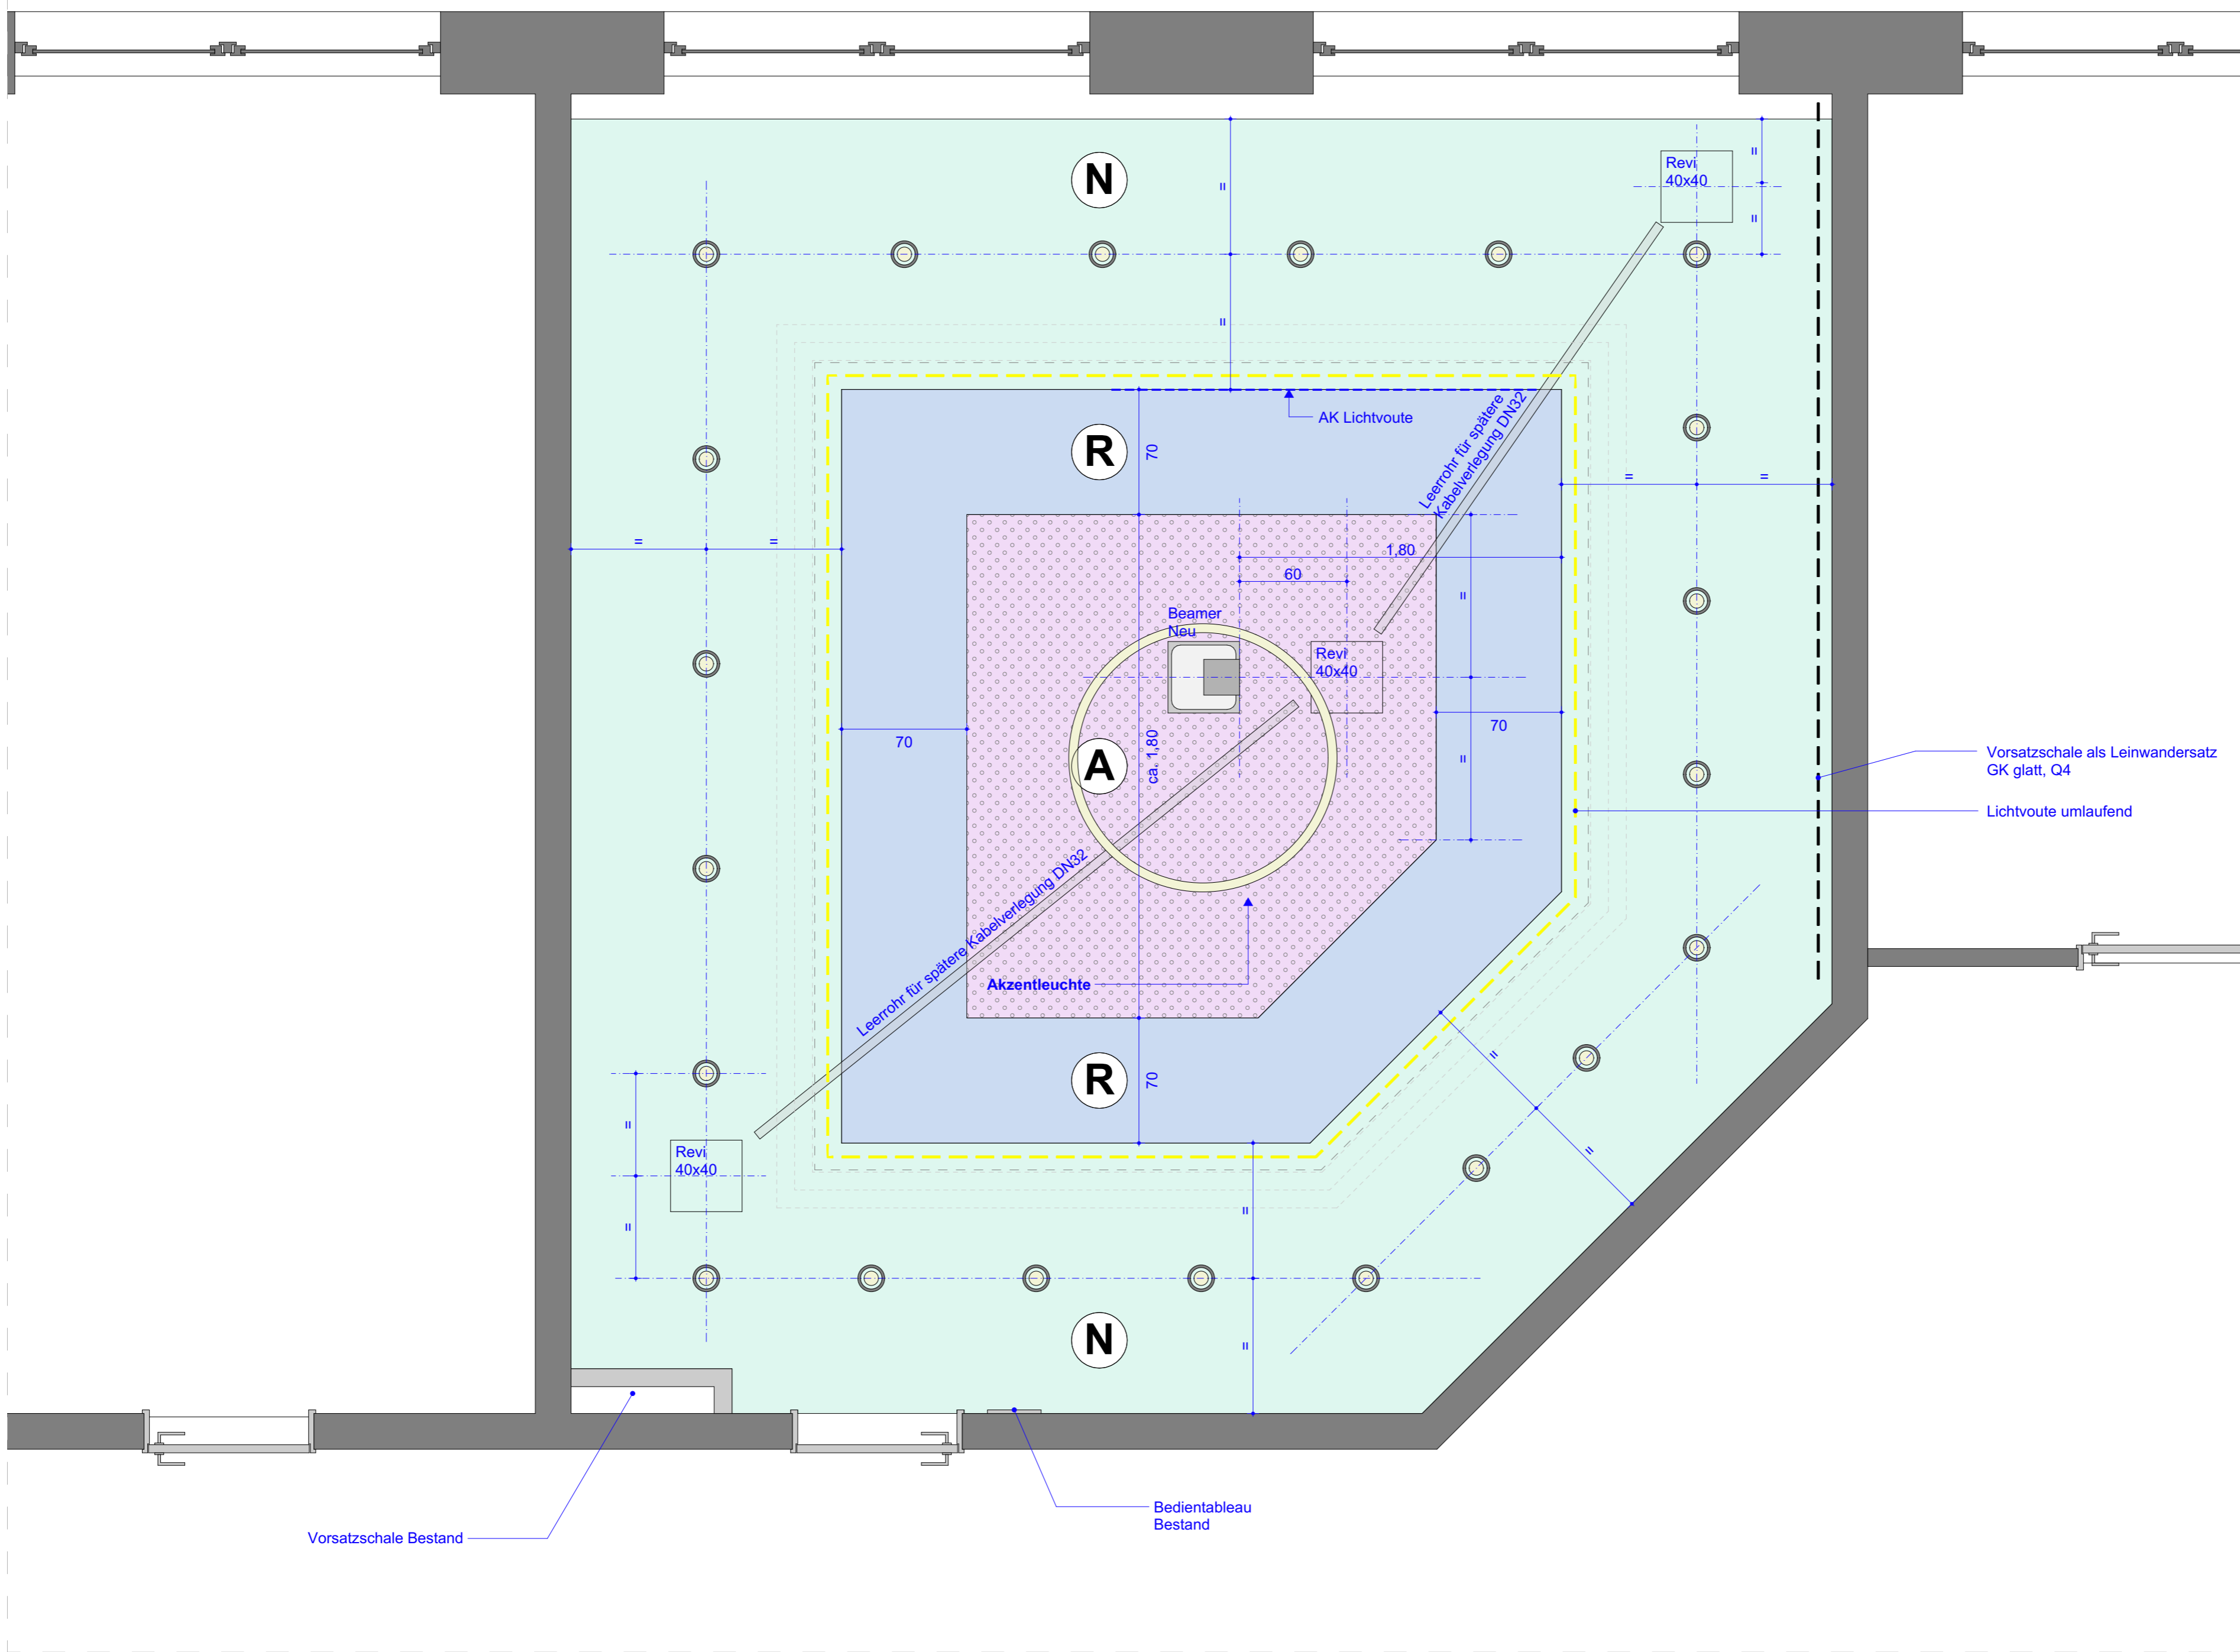 N
Revi
40x40
=
=
=
=
AK Lichtvoute
Leerrohr für spätere
Kabelverlegung DN32
R
70
=
=
=
=
1,80
60
=
Beamer
Neu
Revi
40x40
70
70
ca. 1,80
A
=
Vorsatzschale als Leinwandersatz
GK glatt, Q4
Lichtvoute umlaufend
Leerrohr für spätere Kabelverlegung DN32
Akzentleuchte
R
70
=
=
=
Revi
40x40
=
=
N
=
Bedientableau
Bestand
Vorsatzschale Bestand